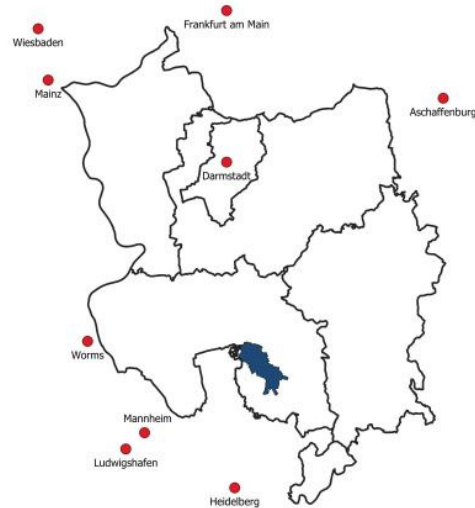 Frankfurt am Main
Wiesbaden
Mainz
Aschaffenburg
Darmstadt
Worms
Mannheim
Ludwigshafen
Heidelberg